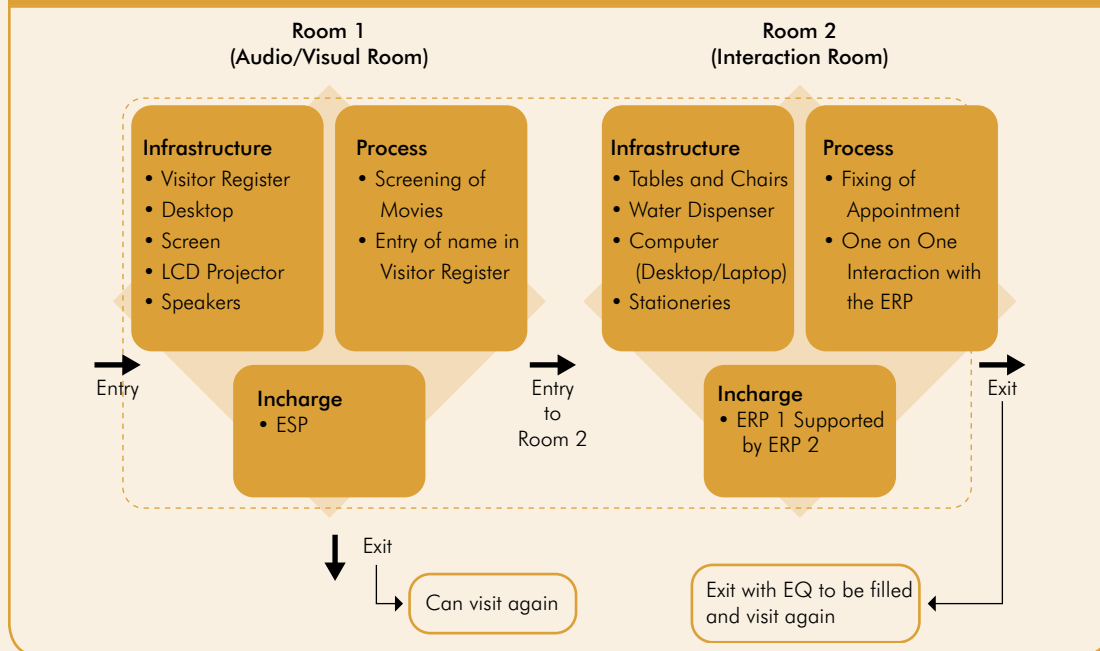 Room 1
(Audio/Visual Room)
Room 2
(Interaction Room)
Infrastructure
• Visitor Register
• Desktop
• Screen
• LCD Projector
• Speakers
Process
• Screening of
Movies
• Entry of name in
Visitor Register
Infrastructure
• Tables and Chairs
• Water Dispenser
• Computer
(Desktop/Laptop)
• Stationeries
Process
• Fixing of
Appointment
• One on One
Interaction with
the ERP
Entry
Incharge
• ESP
Entry
to
Room 2
Incharge
• ERP 1 Supported
by ERP 2
Exit
Exit
Can visit again
Exit with EQ to be filled
and visit again